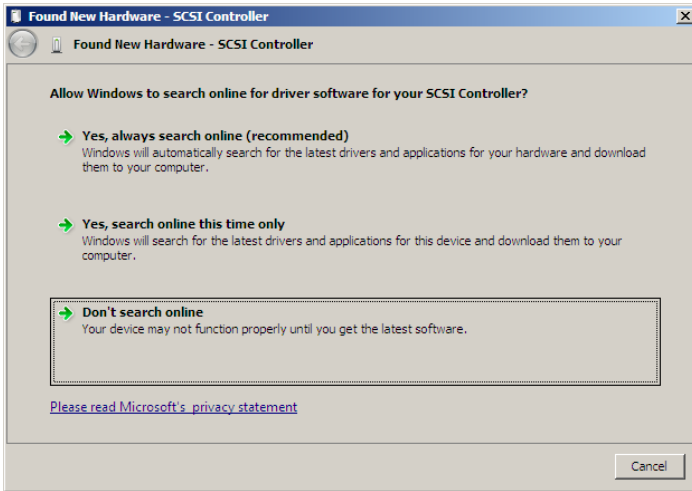 Found New Hardware - SCSI Controller
Found New Hardware - SCSI Controller
Allow Windows to search online for driver software for your SCSI Controller?
Yes, always search online (recommended)
Windows will automatically search for the latest drivers and applications for your hardware and download
them to your computer.
Yes, search online this time only
Windows will search for the latest drivers and applications for this device and download them to your
computer.
Don't search online
Your device may not function properly until you get the latest software.
Please read Microsoft's privacy statement
Cancel